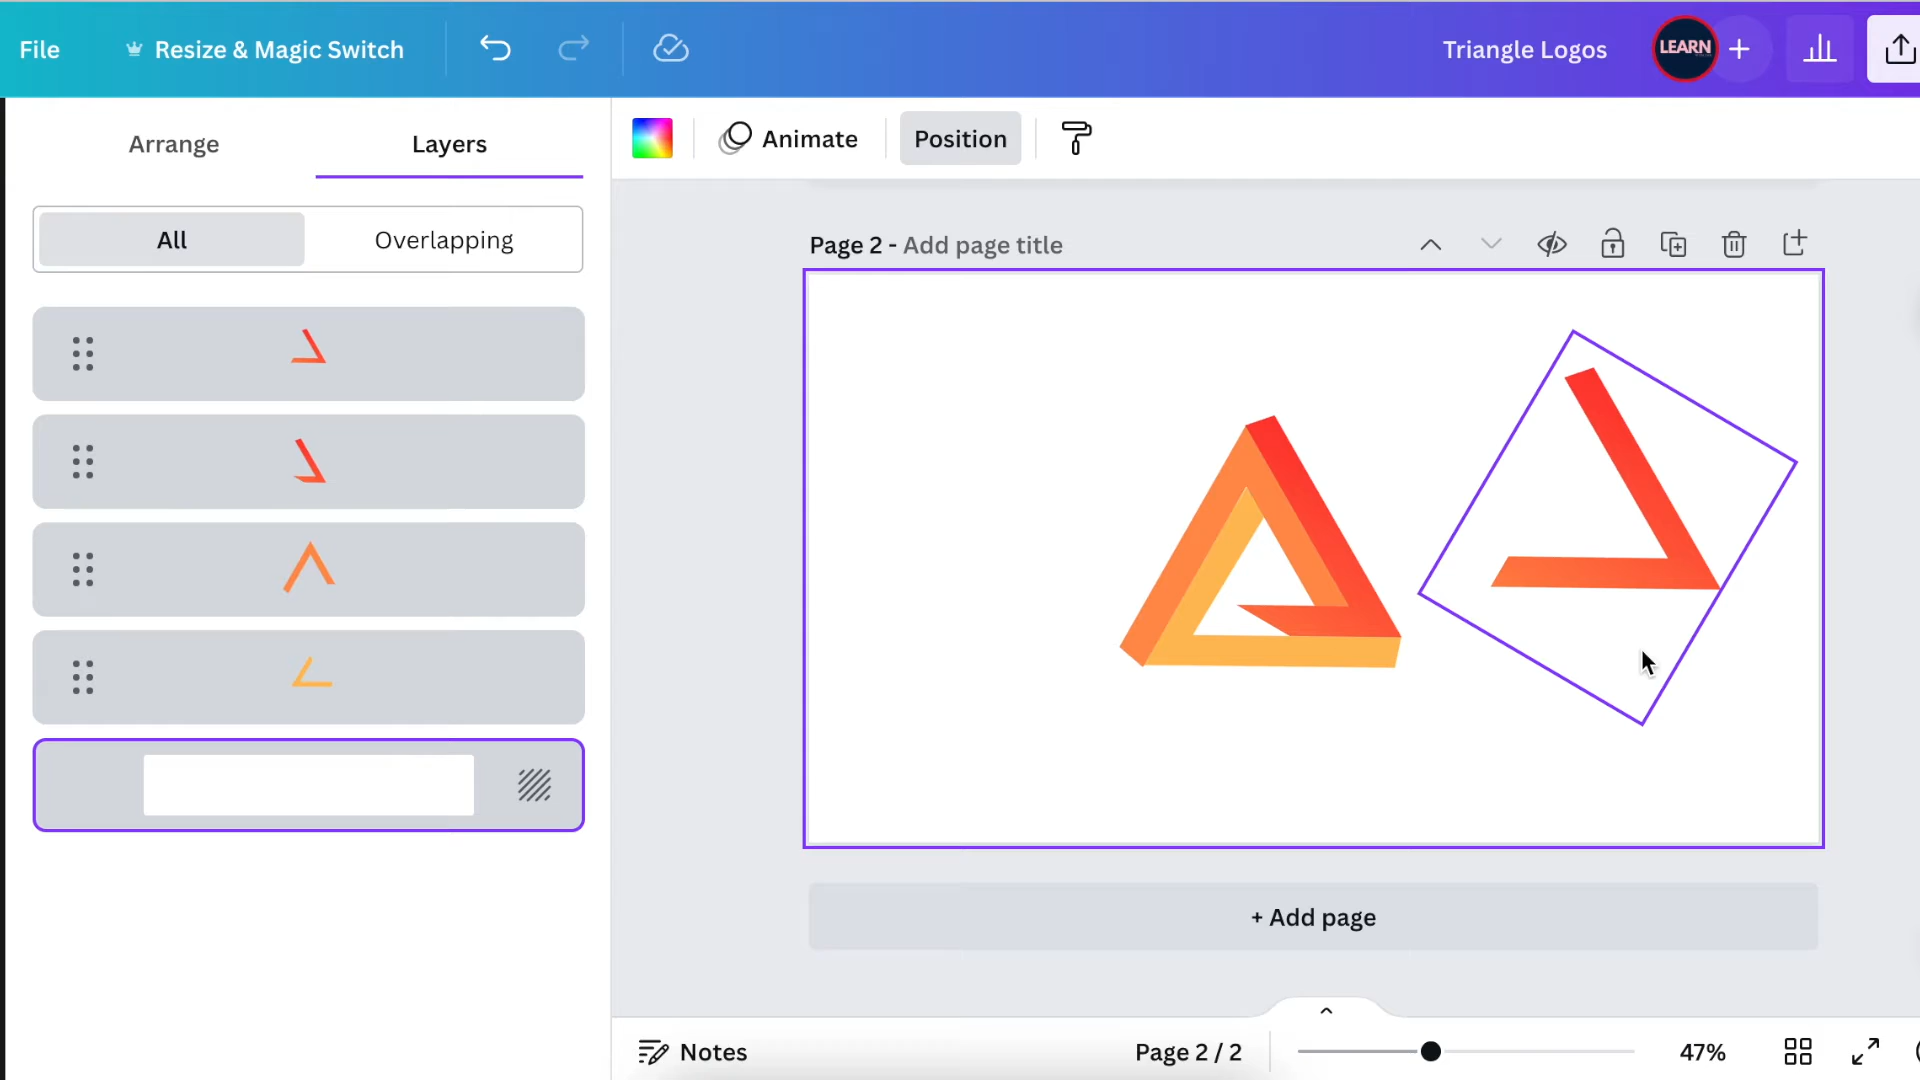 File
Resize & Magic Switch
Triangle Logos
LEARN
Arrange
Layers
Animate
Position
All
Overlapping
Page 2 - Add page title
+ Add page
Notes
Page 2 / 2
47%